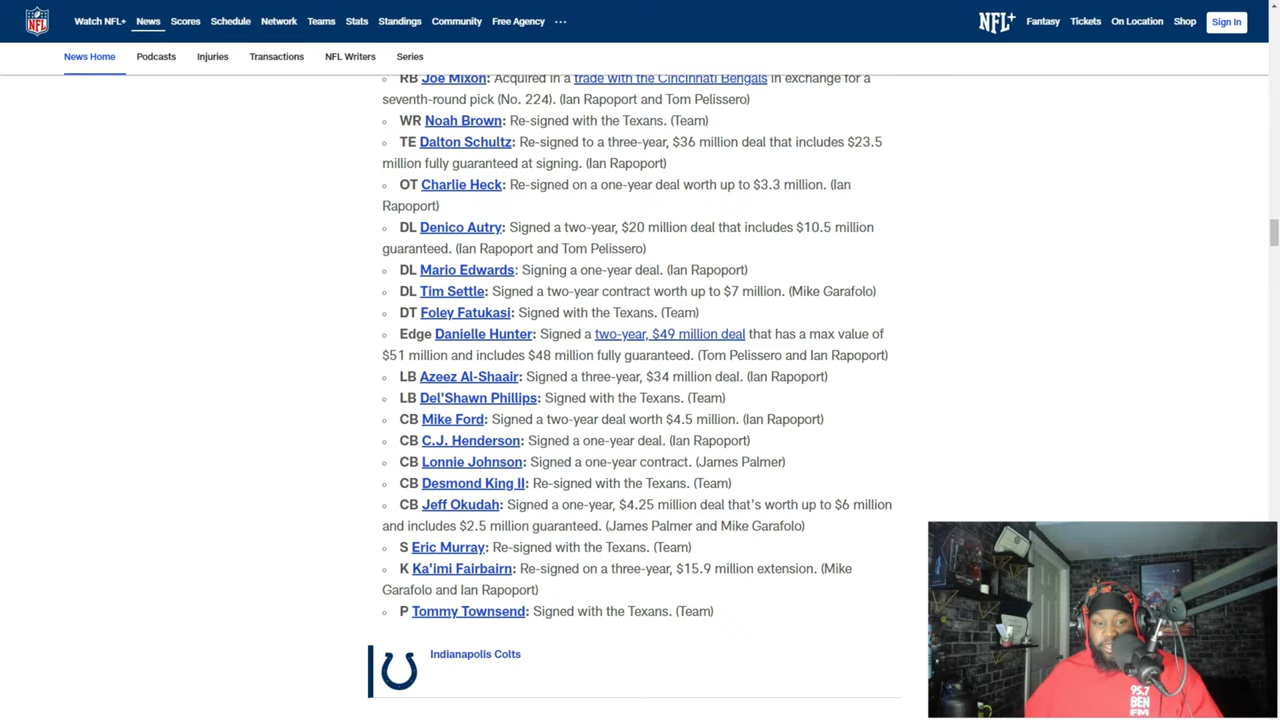 NFL
Watch NFL+ News Scores Schedule Network Teams Stats Standings Community Free Agency ...
NFL+ Fantasy Tickets On Location Shop Sign In
News Home Podcasts Injuries Transactions NFL Writers Series
RB Joe Mixon: Acquired in a trade with the Cincinnati Bengals in exchange for a
seventh-round pick (No. 224). (Ian Rapoport and Tom Pelissero)
WR Noah Brown: Re-signed with the Texans. (Team)
TE Dalton Schultz: Re-signed to a three-year, $36 million deal that includes $23.5
million fully guaranteed at signing. (Ian Rapoport)
OT Charlie Heck: Re-signed on a one-year deal worth up to $3.3 million. (Ian
Rapoport)
DL Denico Autry: Signed a two-year, $20 million deal that includes $10.5 million
guaranteed. (Ian Rapoport and Tom Pelissero)
DL Mario Edwards: Signing a one-year deal. (Ian Rapoport)
DL Tim Settle: Signed a two-year contract worth up to $7 million. (Mike Garafolo)
DT Foley Fatukasi: Signed with the Texans. (Team)
Edge Danielle Hunter: Signed a two-year, $49 million deal that has a max value of
$51 million and includes $48 million fully guaranteed. (Tom Pelissero and Ian Rapoport)
LB Azeez Al-Shaair: Signed a three-year, $34 million deal. (Ian Rapoport)
LB Del'Shawn Phillips: Signed with the Texans. (Team)
CB Mike Ford: Signed a two-year deal worth $4.5 million. (Ian Rapoport)
CB C.J. Henderson: Signed a one-year deal. (Ian Rapoport)
CB Lonnie Johnson: Signed a one-year contract. (James Palmer)
CB Desmond King II: Re-signed with the Texans. (Team)
CB Jeff Okudah: Signed a one-year, $4.25 million deal that's worth up to $6 million
and includes $2.5 million guaranteed. (James Palmer and Mike Garafolo)
S Eric Murray: Re-signed with the Texans. (Team)
K Ka'imi Fairbairn: Re-signed on a three-year, $15.9 million extension. (Mike
Garafolo and Ian Rapoport)
P Tommy Townsend: Signed with the Texans. (Team)
Indianapolis Colts
95.7
BEN
FM